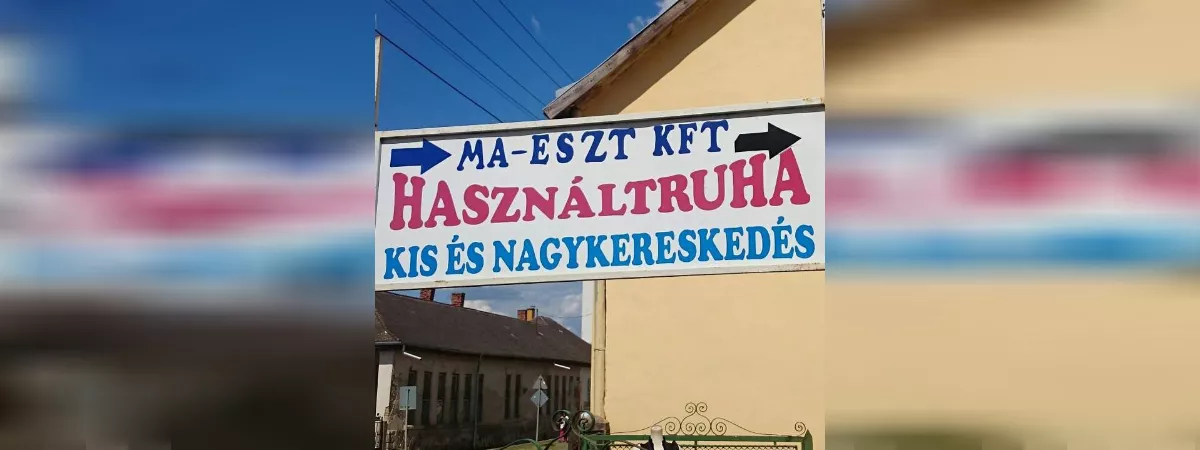 MA-ESZT KFT
HASZNÁLTRUHA
KIS ÉS NAGYKERESKEDÉS